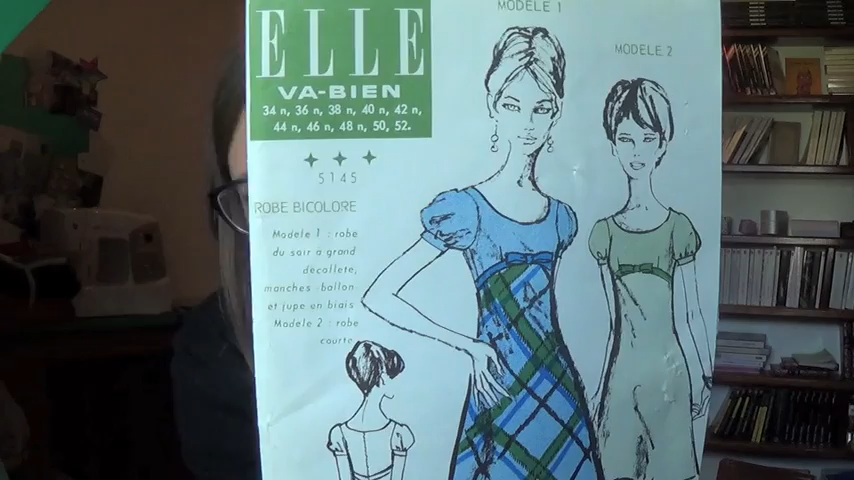 ELLE
VA-BIEN
34 n, 36 n, 38 n, 40 n, 42 n,
44 n, 46 n, 48 n, 50, 52.
5145
ROBE BICOLORE
Modele 1 : robe
du soir à grand
décolleté,
manches ballon
et jupe en biais
Modele 2 : robe
courte.
MODELE 1
MODELE 2